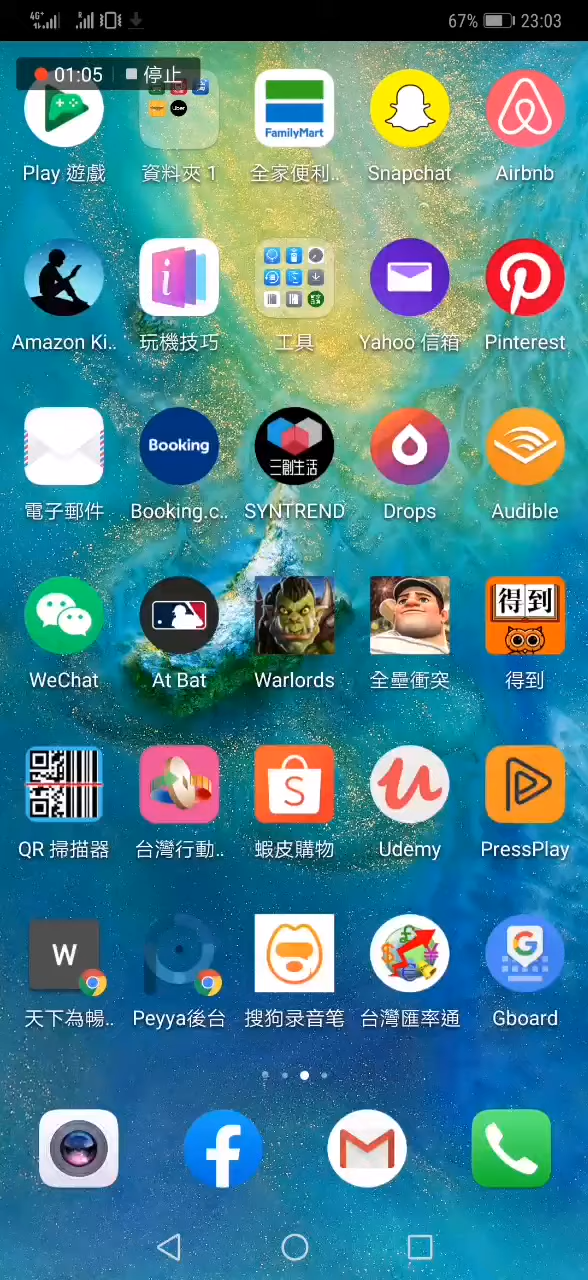 4G+
R
67%
23:03
01:05
停止
FamilyMart
Play 遊戲
資料夾 1
全家便利..
Snapchat
Airbnb
Amazon Ki..
玩機技巧
工具
Yahoo 信箱
Pinterest
Booking
三創生活
電子郵件
Booking.c..
SYNTREND
Drops
Audible
得到
WeChat
At Bat
Warlords
全壘衝突
得到
QR 掃描器
台灣行動..
蝦皮購物
Udemy
PressPlay
W
天下為暢..
Peyya後台
搜狗录音笔
台灣匯率通
Gboard